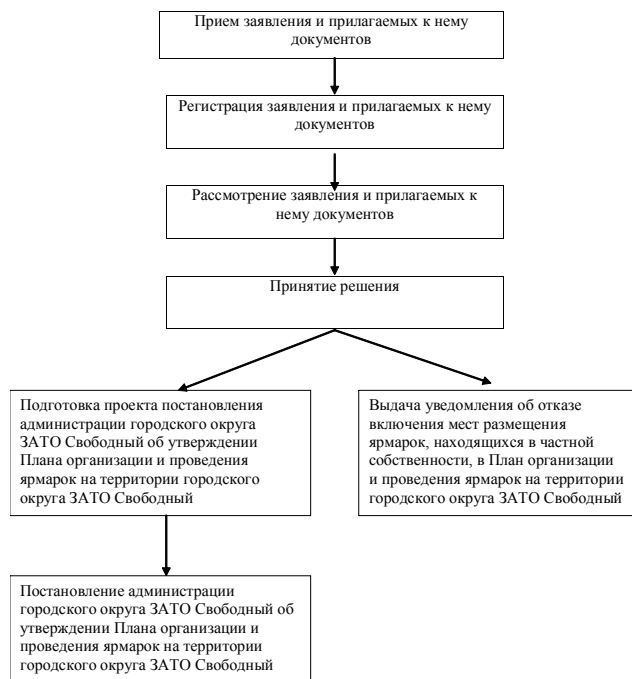 Прием заявления и прилагаемых к нему
документов
Регистрация заявления и прилагаемых к нему
документов
Рассмотрение заявления и прилагаемых к
нему документов
Принятие решения
Подготовка проекта постановления
администрации городского округа
ЗАТО Свободный об утверждении
Плана организации и проведения
ярмарок на территории городского
округа ЗАТО Свободный
Выдача уведомления об отказе
включения мест размещения
ярмарок, находящихся в частной
собственности, в План организации
и проведения ярмарок на территории
городского округа ЗАТО Свободный
Постановление администрации
городского округа ЗАТО Свободный об
утверждении Плана организации и
проведения ярмарок на территории
городского округа ЗАТО Свободный